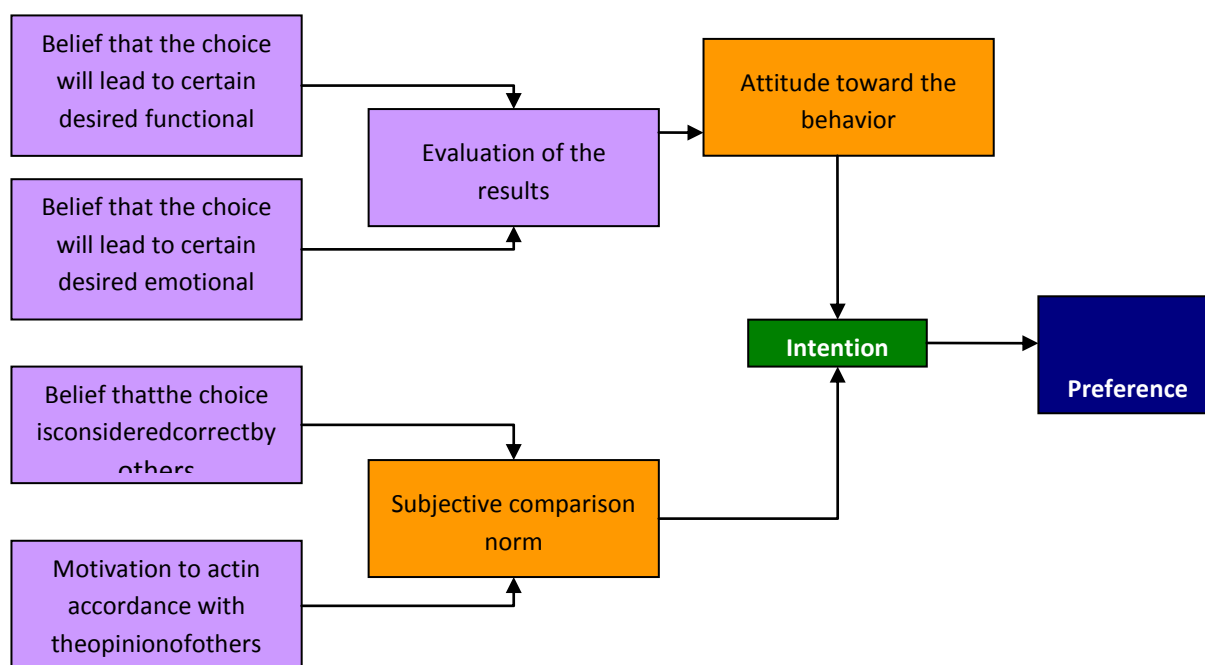 Belief that the choice
will lead to certain
desired functional
Belief that the choice
will lead to certain
desired emotional
Evaluation of the
results
Attitude toward the
behavior
Intention
Preference
Belief thatthe choice
isconsideredcorrectby
others
Subjective comparison
norm
Motivation to actin
accordance with
theopinionofothers